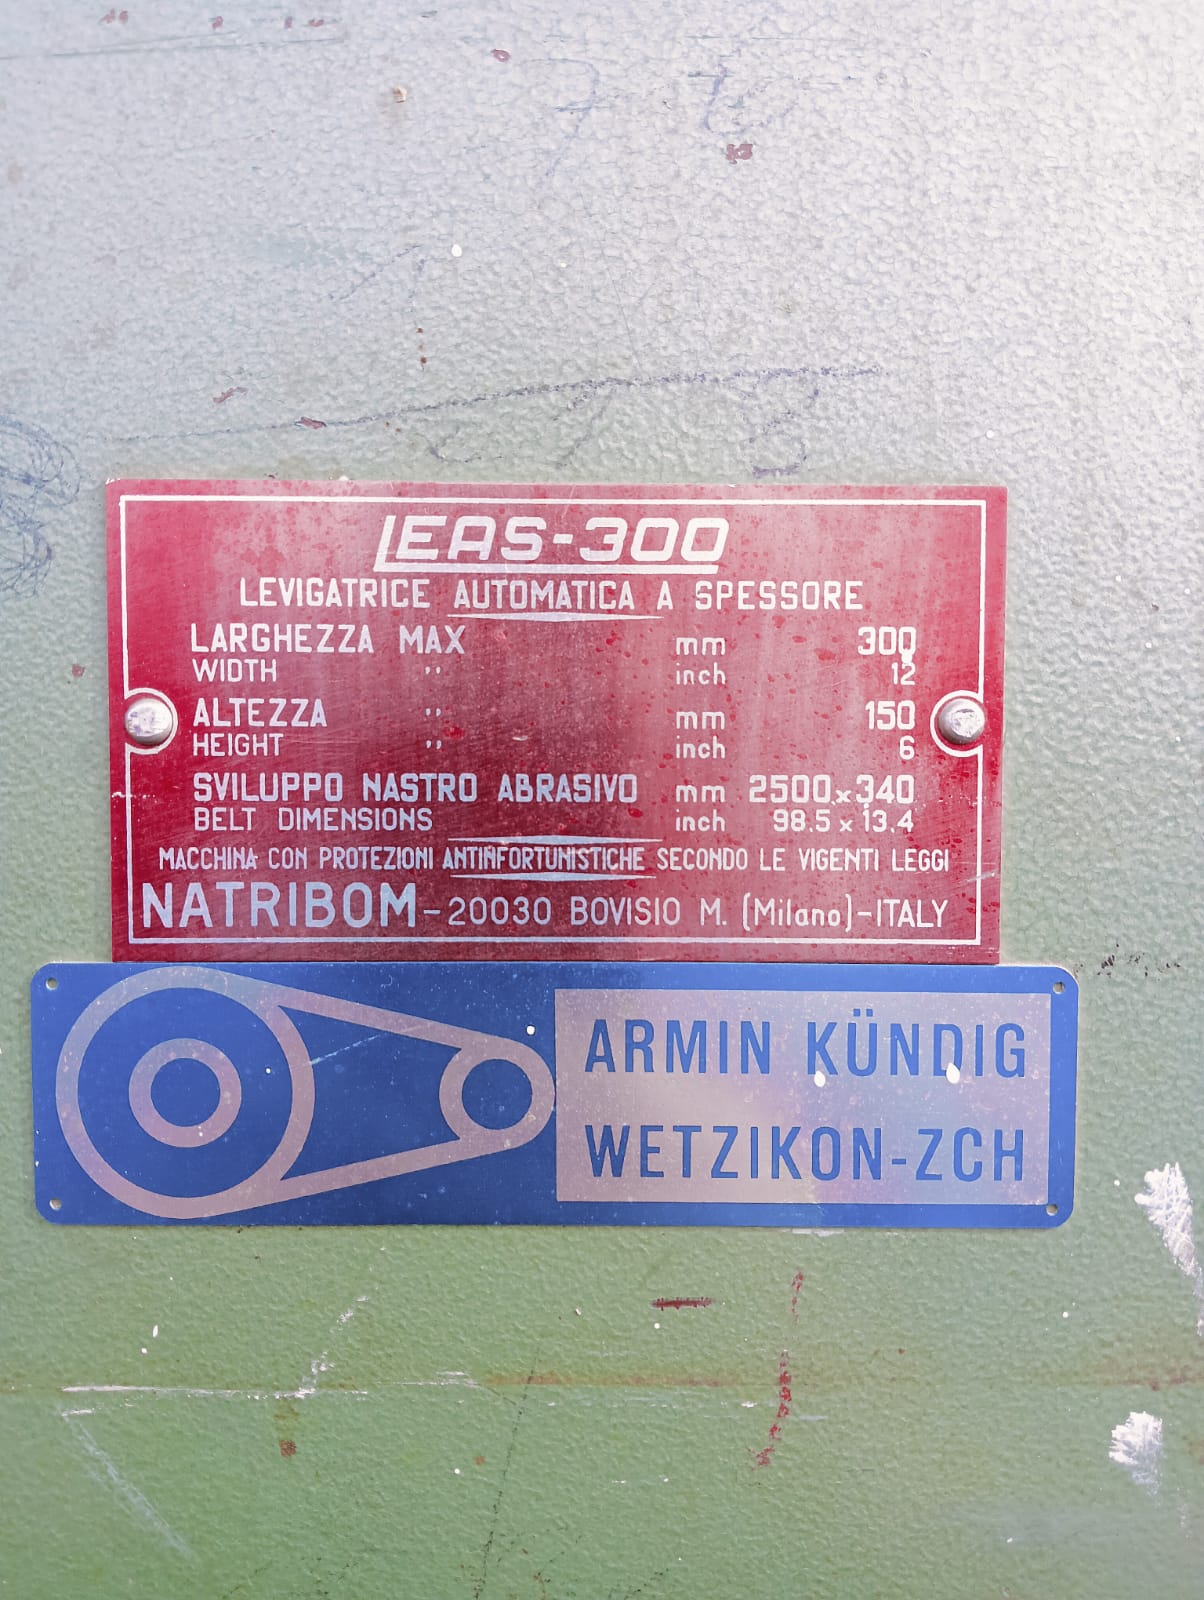 LEAS-300
LEVIGATRICE AUTOMATICA A SPESSORE
LARGHEZZA MAX mm 300
WIDTH " inch 12
ALTEZZA " mm 150
HEIGHT " inch 6
SVILUPPO NASTRO ABRASIVO mm 2500x340
BELT DIMENSIONS inch 98.5 x 13.4
MACCHINA CON PROTEZIONI ANTINFORTUNISTICHE SECONDO LE VIGENTI LEGGI
NATRIBOM-20030 BOVISIO M. (Milano)-ITALY
ARMIN KÜNDIG
WETZIKON-ZCH